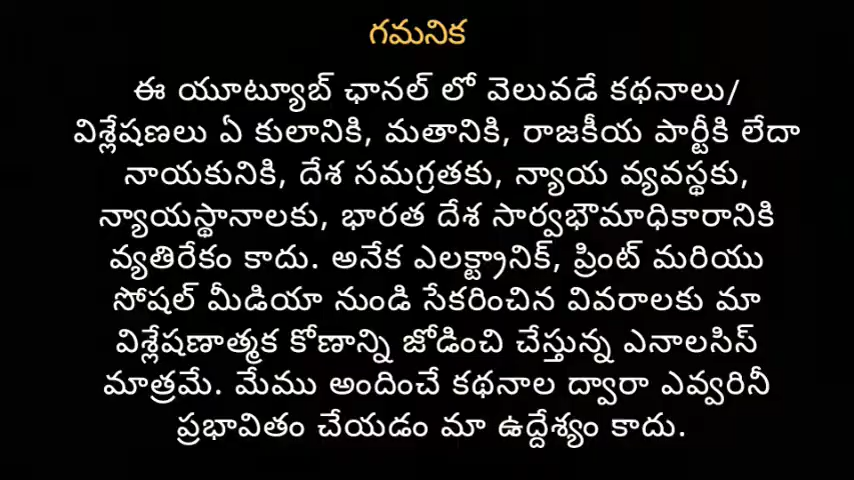 గమనిక
ఈ యూట్యూబ్ ఛానల్ లో వెలువడే కథనాలు/
విశ్లేషణలు ఏ కులానికి, మతానికి, రాజకీయ పార్టీకి లేదా
నాయకునికి, దేశ సమగ్రతకు, న్యాయ వ్యవస్థకు,
న్యాయస్థానాలకు, భారత దేశ సార్వభౌమాధికారానికి
వ్యతిరేకం కాదు. అనేక ఎలక్ట్రానిక్, ప్రింట్ మరియు
సోషల్ మీడియా నుండి సేకరించిన వివరాలకు మా
విశ్లేషణాత్మక కోణాన్ని జోడించి చేస్తున్న ఎనాలసిస్
మాత్రమే. మేము అందించే కథనాల ద్వారా ఎవ్వరినీ
ప్రభావితం చేయడం మా ఉద్దేశ్యం కాదు.